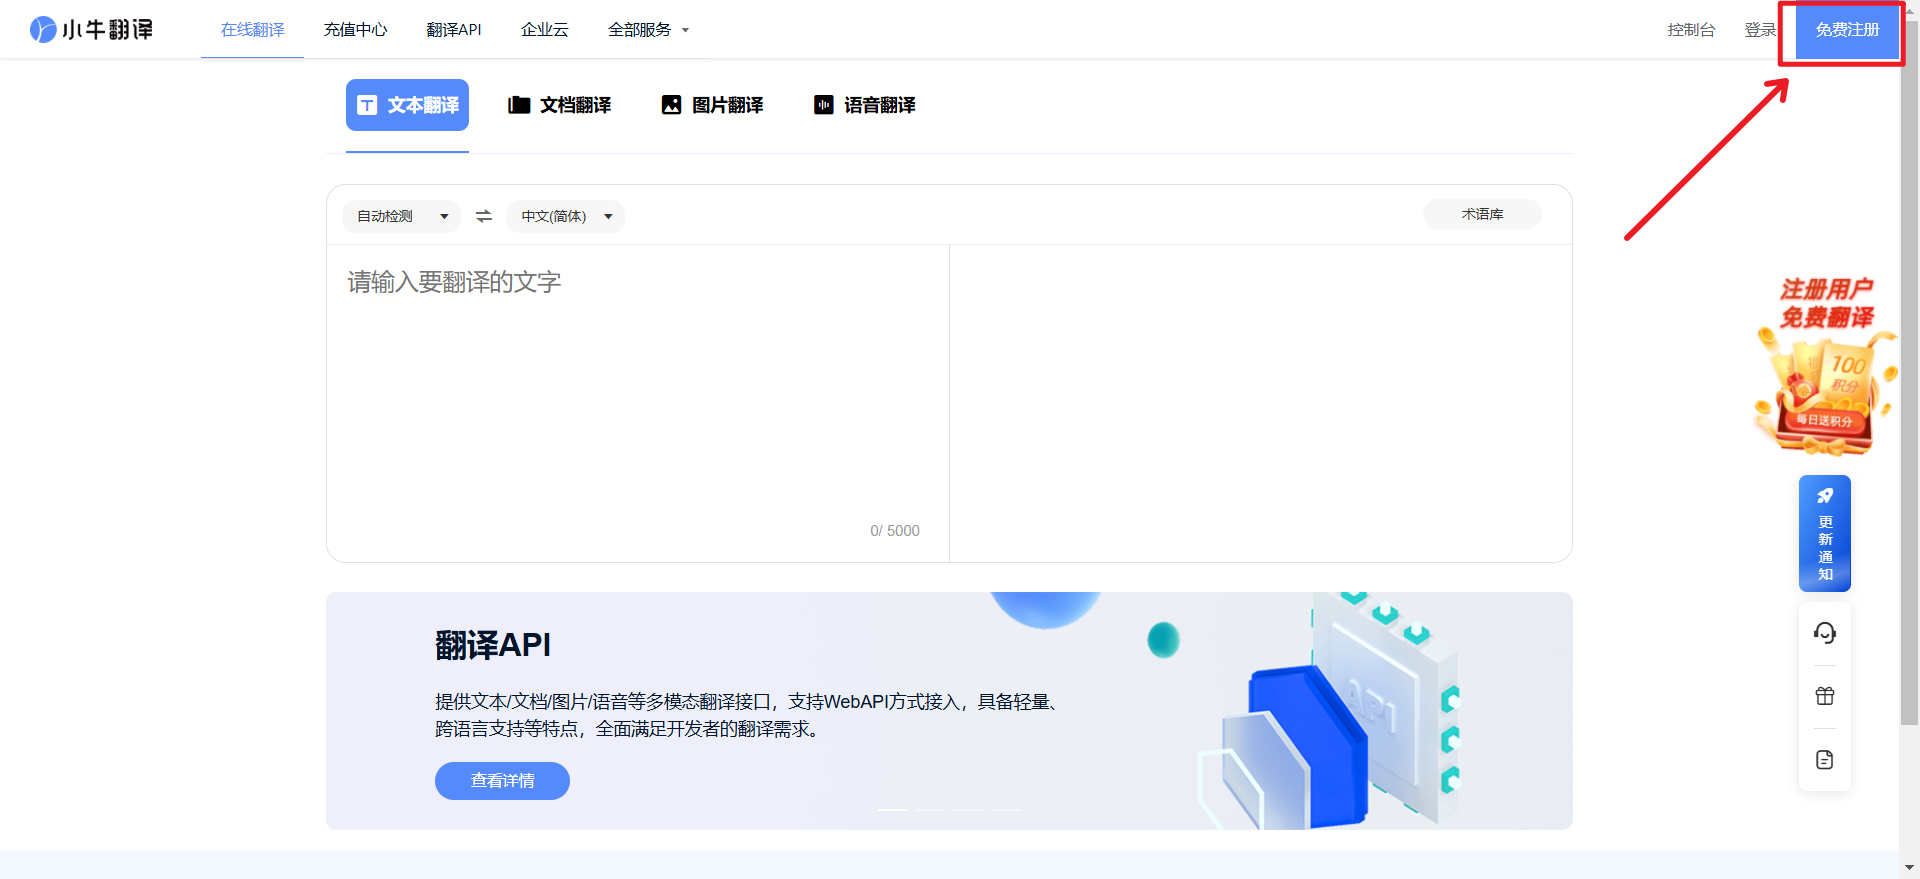 小牛翻译
在线翻译 充值中心 翻译API 企业云 全部服务
控制台 登录 免费注册
文本翻译 文档翻译 图片翻译 语音翻译
自动检测 中文(简体) 术语库
请输入要翻译的文字
0/ 5000
注册用户
免费翻译
100
积分
每日送积分
更
新
通
知
翻译API
提供文本/文档/图片/语音等多模态翻译接口，支持WebAPI方式接入，具备轻量、
跨语言支持等特点，全面满足开发者的翻译需求。
查看详情
API